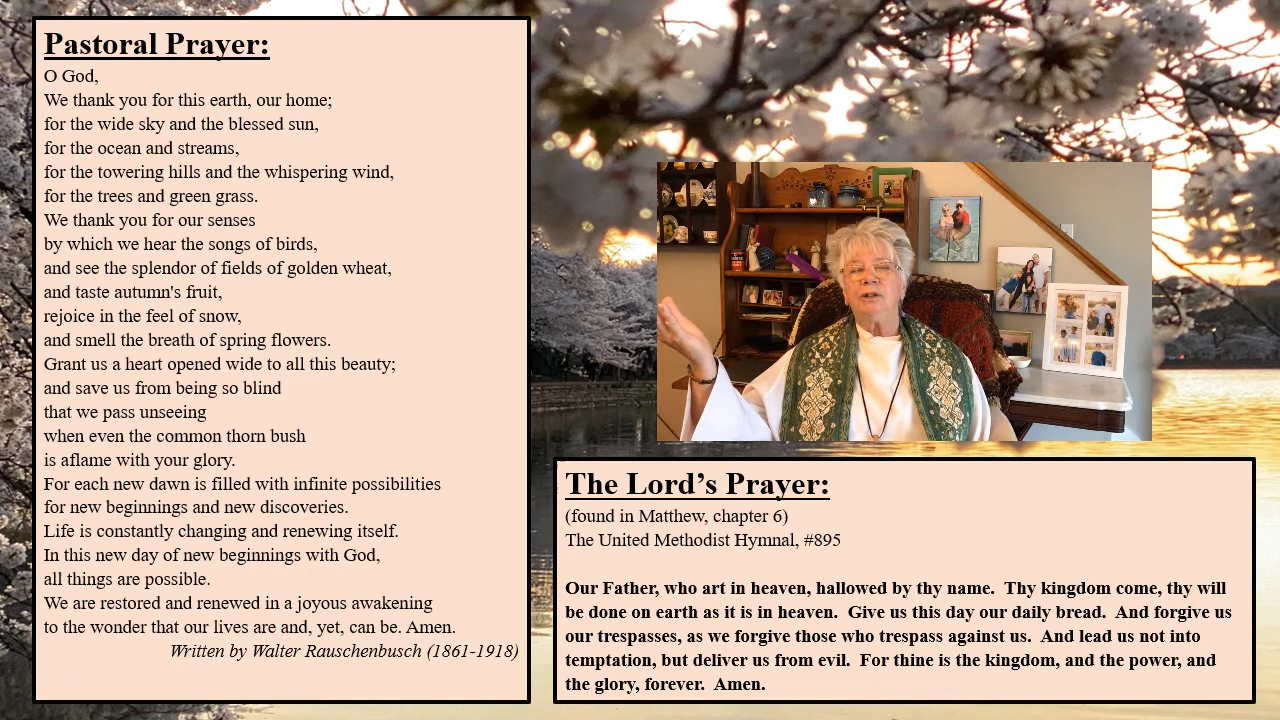 Pastoral Prayer:
O God,
We thank you for this earth, our home;
for the wide sky and the blessed sun,
for the ocean and streams,
for the towering hills and the whispering wind,
for the trees and green grass.
We thank you for our senses
by which we hear the songs of birds,
and see the splendor of fields of golden wheat,
and taste autumn's fruit,
rejoice in the feel of snow,
and smell the breath of spring flowers.
Grant us a heart opened wide to all this beauty;
and save us from being so blind
that we pass unseeing
when even the common thorn bush
is aflame with your glory.
For each new dawn is filled with infinite possibilities
for new beginnings and new discoveries.
Life is constantly changing and renewing itself.
In this new day of new beginnings with God,
all things are possible.
We are restored and renewed in a joyous awakening
to the wonder that our lives are and, yet, can be. Amen.
Written by Walter Rauschenbusch (1861-1918)
The Lord’s Prayer:
(found in Matthew, chapter 6)
The United Methodist Hymnal, #895
Our Father, who art in heaven, hallowed by thy name.  Thy kingdom come, thy will
be done on earth as it is in heaven.  Give us this day our daily bread.  And forgive us
our trespasses, as we forgive those who trespass against us.  And lead us not into
temptation, but deliver us from evil.  For thine is the kingdom, and the power, and
the glory, forever.  Amen.